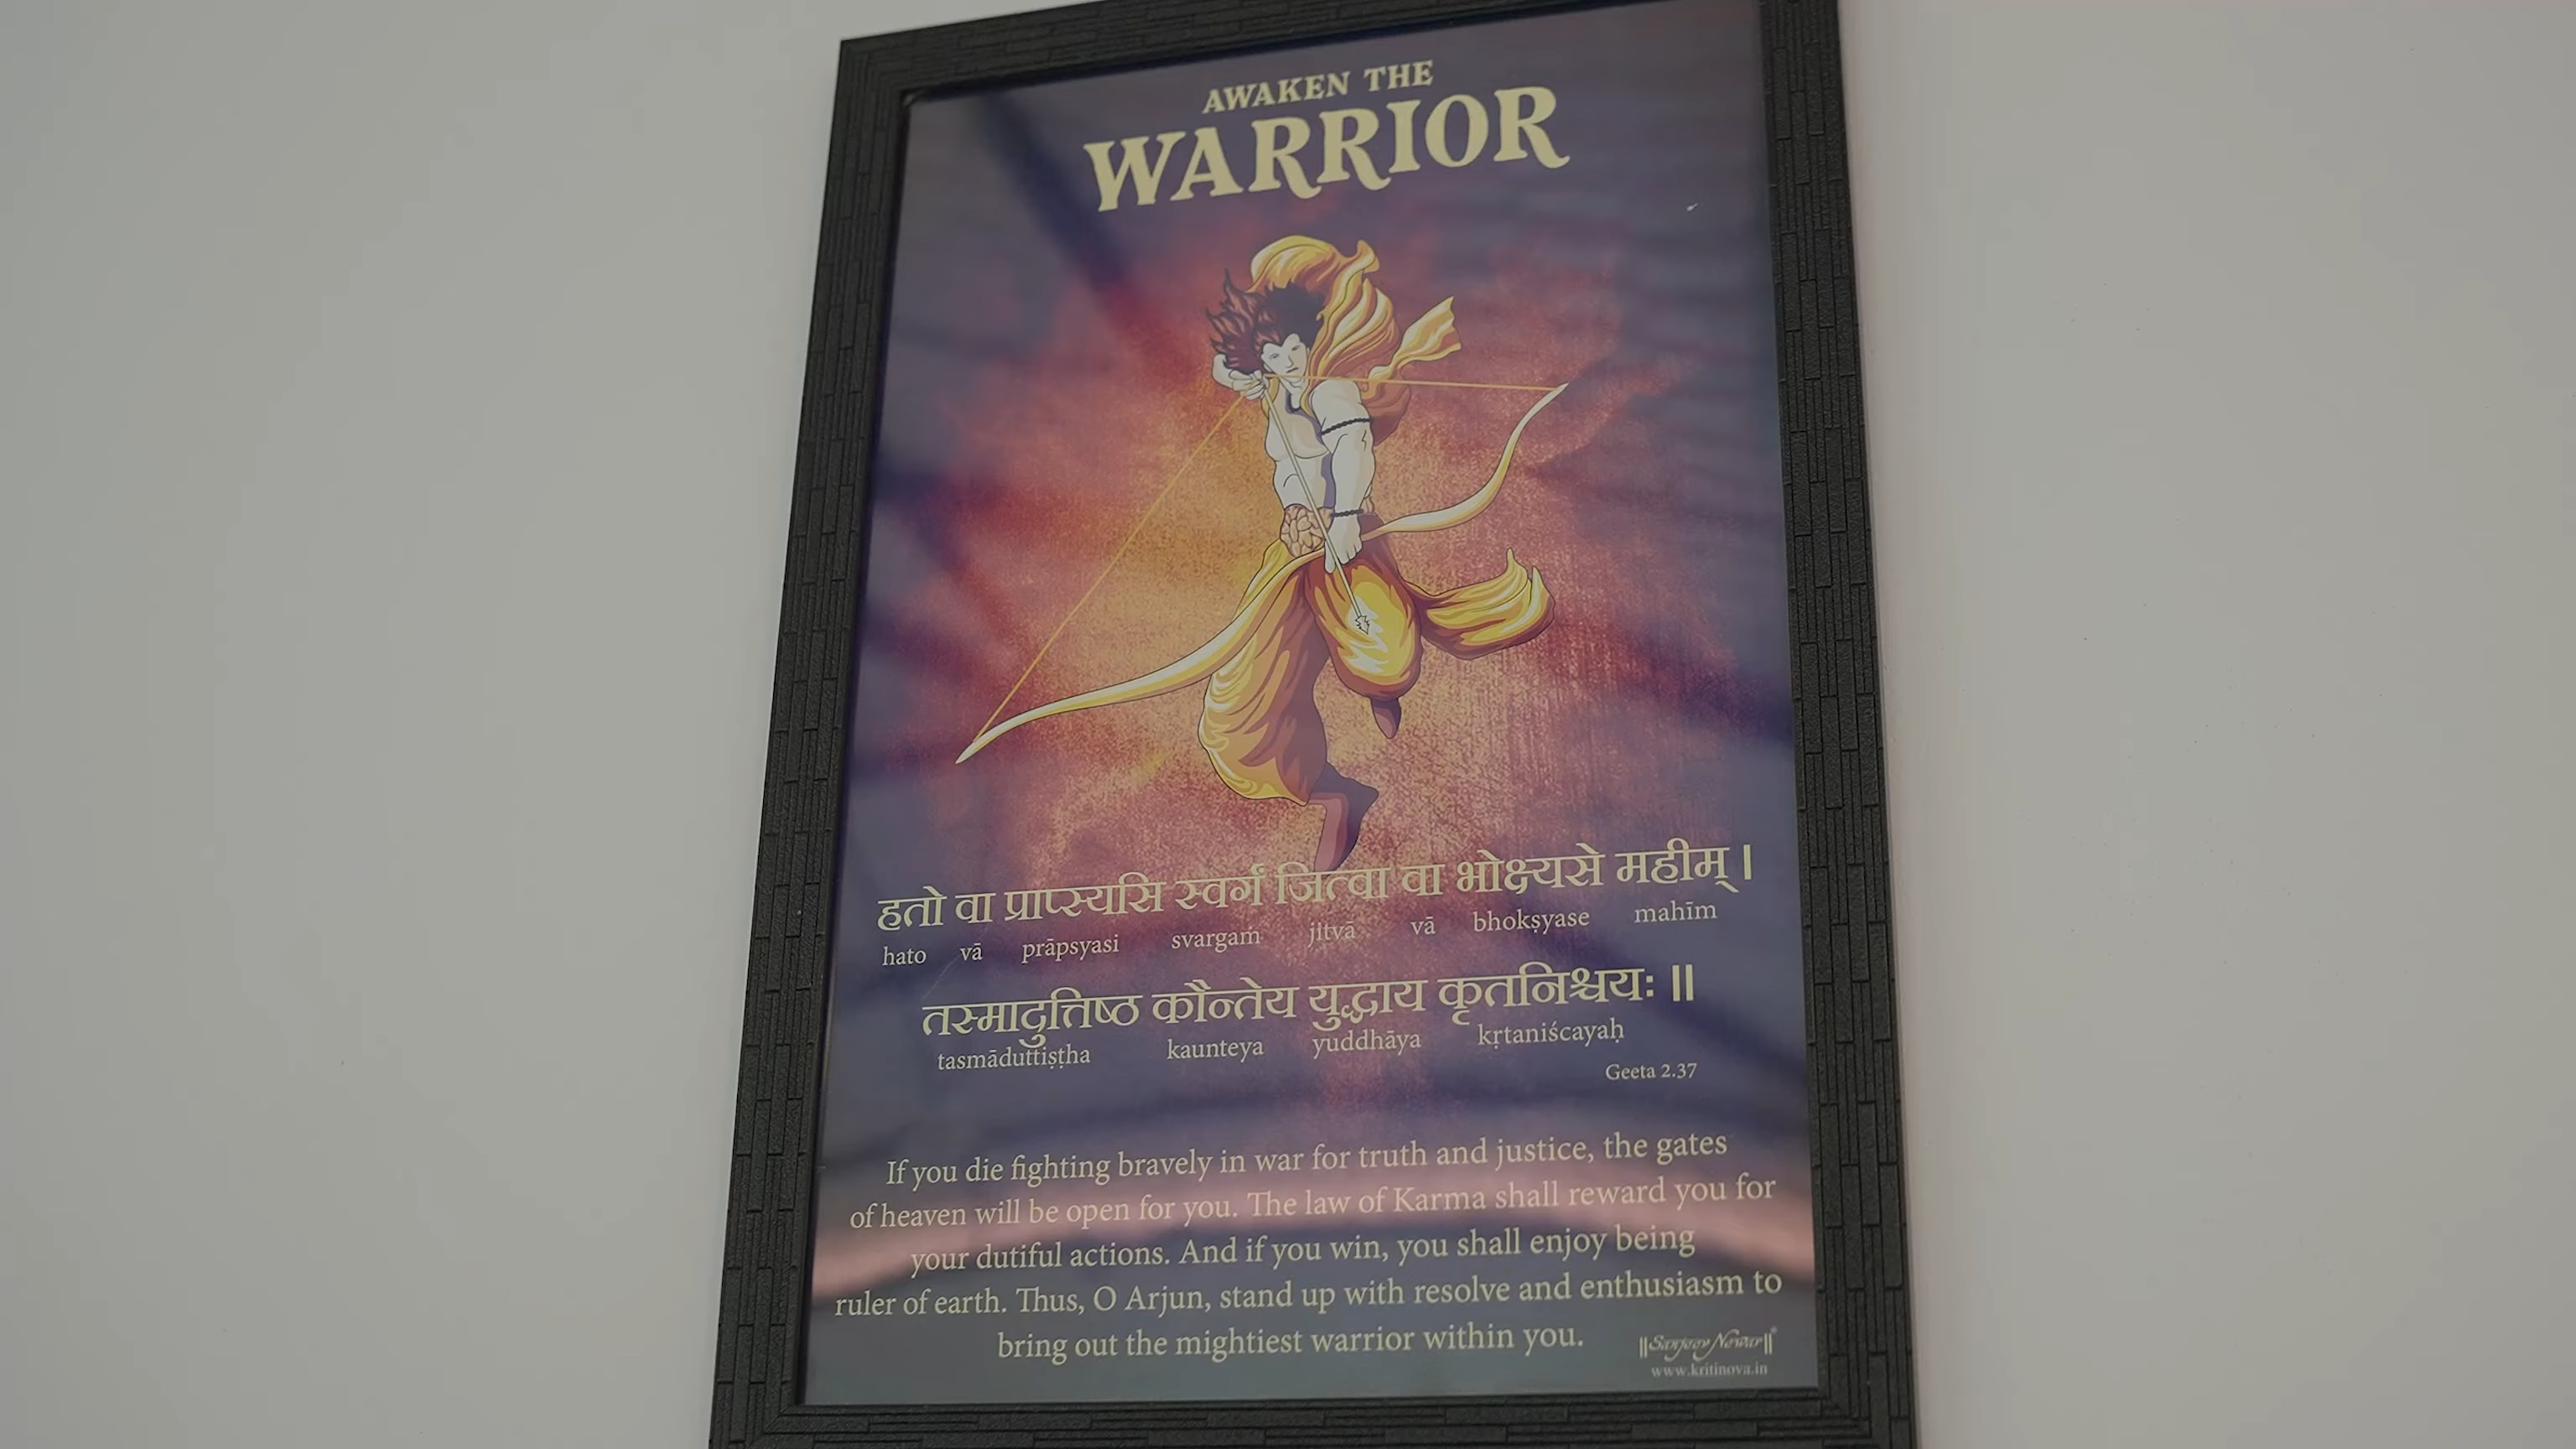 AWAKEN THE
WARRIOR
हतो वा प्राप्स्यसि स्वर्गं जित्वा वा भोक्ष्यसे महीम् ।
hato vā prāpsyasi svargaṁ jitvā vā bhokṣyase mahīm
तस्मादुत्तिष्ठ कौन्तेय युद्धाय कृतनिश्चयः ॥
tasmāduttiṣṭha kaunteya yuddhāya kṛtaniścayaḥ
Geeta 2.37
If you die fighting bravely in war for truth and justice, the gates
of heaven will be open for you. The law of Karma shall reward you for
your dutiful actions. And if you win, you shall enjoy being
ruler of earth. Thus, O Arjun, stand up with resolve and enthusiasm to
bring out the mightiest warrior within you.
||Sanjeev Newar||
www.kritinova.in